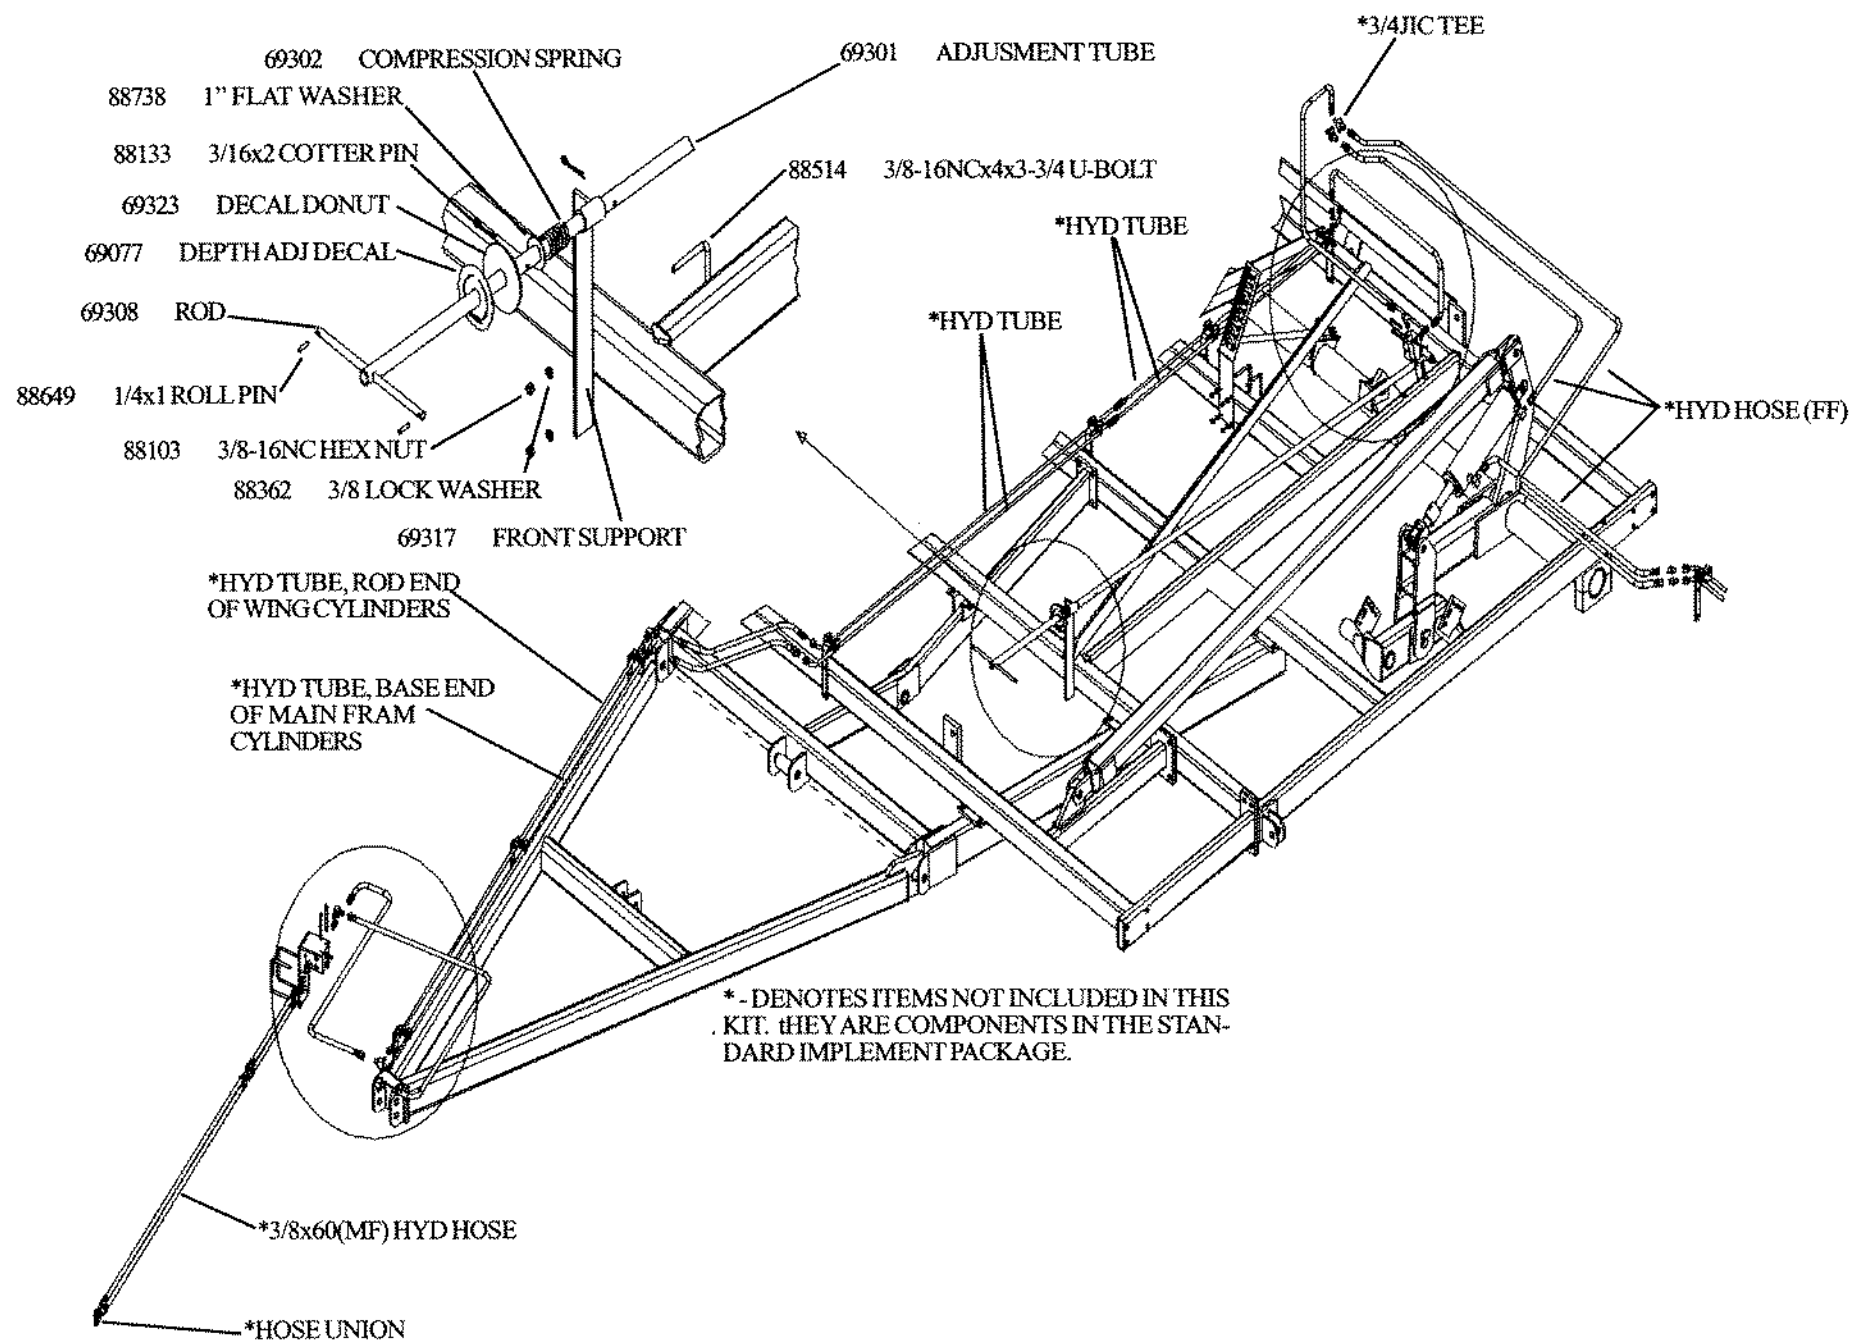 *3/4JIC TEE
69302 COMPRESSION SPRING
69301 ADJUSMENT TUBE
88738 1” FLAT WASHER
88133 3/16x2 COTTER PIN
88514 3/8-16NCx4x3-3/4 U-BOLT
69323 DECAL DONUT
*HYD TUBE
69077 DEPTH ADJ DECAL
69308 ROD
*HYD TUBE
88649 1/4x1 ROLL PIN
*HYD HOSE (FF)
88103 3/8-16NC HEX NUT
88362 3/8 LOCK WASHER
69317 FRONT SUPPORT
*HYD TUBE, ROD END
OF WING CYLINDERS
*HYD TUBE, BASE END
OF MAIN FRAM
CYLINDERS
* - DENOTES ITEMS NOT INCLUDED IN THIS
. KIT. tHEY ARE COMPONENTS IN THE STAN-
DARD IMPLEMENT PACKAGE.
*3/8x60(MF) HYD HOSE
*HOSE UNION